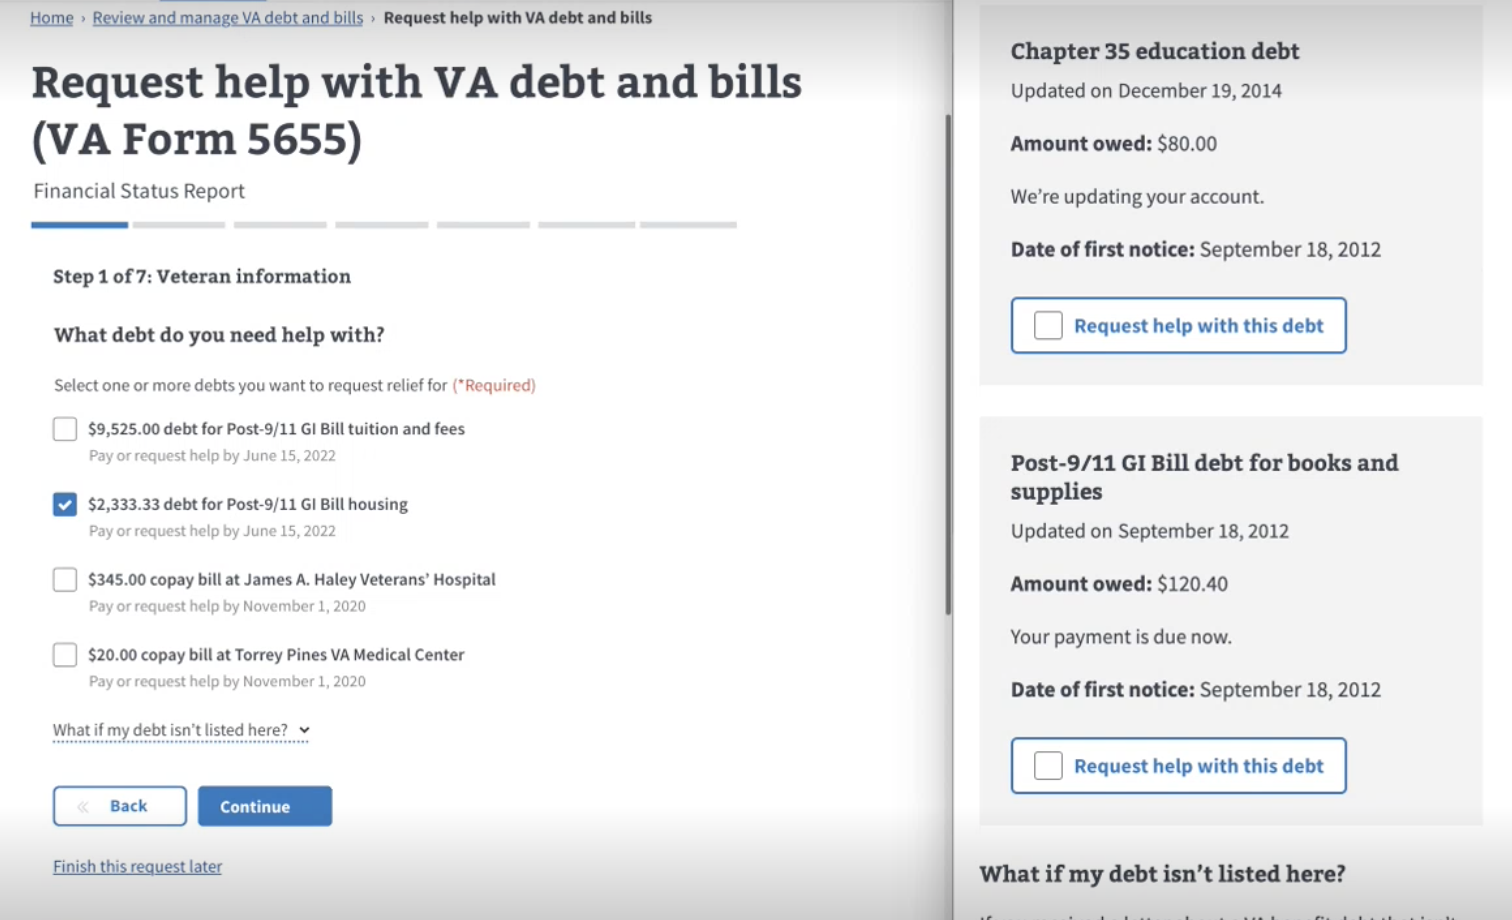 Home › Review and manage VA debt and bills › Request help with VA debt and bills
Request help with VA debt and bills
(VA Form 5655)
Financial Status Report
Step 1 of 7: Veteran information
What debt do you need help with?
Select one or more debts you want to request relief for (*Required)
$9,525.00 debt for Post-9/11 GI Bill tuition and fees
Pay or request help by June 15, 2022
$2,333.33 debt for Post-9/11 GI Bill housing
Pay or request help by June 15, 2022
$345.00 copay bill at James A. Haley Veterans’ Hospital
Pay or request help by November 1, 2020
$20.00 copay bill at Torrey Pines VA Medical Center
Pay or request help by November 1, 2020
What if my debt isn’t listed here?
« Back
Continue
Finish this request later
Chapter 35 education debt
Updated on December 19, 2014
Amount owed: $80.00
We’re updating your account.
Date of first notice: September 18, 2012
Request help with this debt
Post-9/11 GI Bill debt for books and
supplies
Updated on September 18, 2012
Amount owed: $120.40
Your payment is due now.
Date of first notice: September 18, 2012
Request help with this debt
What if my debt isn’t listed here?